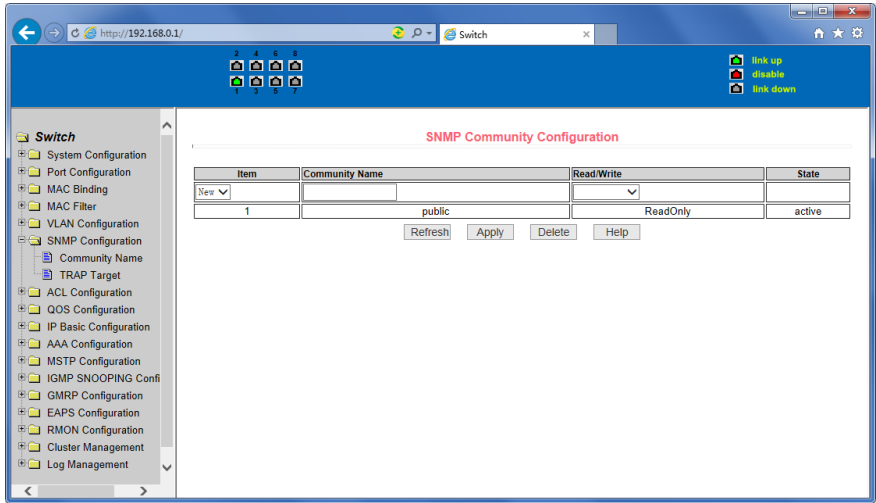 http://192.168.0.1/
Switch
2 4 6 8
1 3 5 7
link up
disable
link down
Switch
System Configuration
Port Configuration
MAC Binding
MAC Filter
VLAN Configuration
SNMP Configuration
Community Name
TRAP Target
ACL Configuration
QOS Configuration
IP Basic Configuration
AAA Configuration
MSTP Configuration
IGMP SNOOPING Confi
GMRP Configuration
EAPS Configuration
RMON Configuration
Cluster Management
Log Management
SNMP Community Configuration
Item Community Name Read/Write State
New
1 public ReadOnly active
Refresh Apply Delete Help